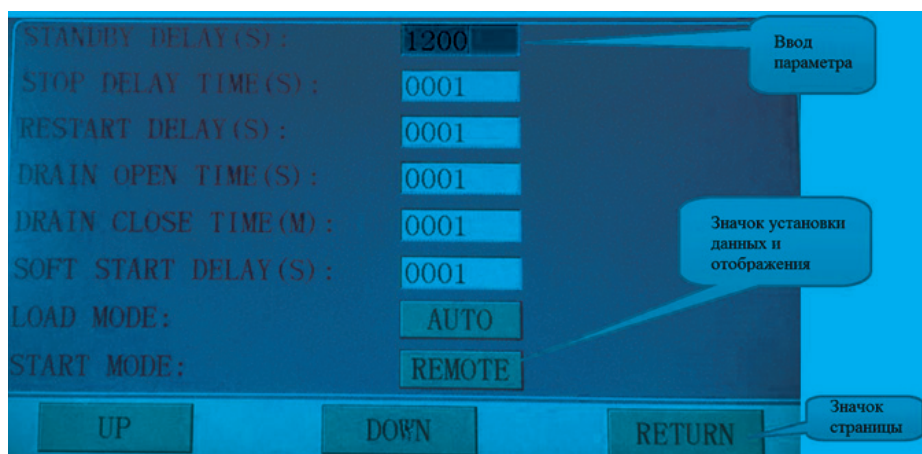 STANDBY DELAY(S): 1200
STOP DELAY TIME(S): 0001
RESTART DELAY(S): 0001
DRAIN OPEN TIME(S): 0001
DRAIN CLOSE TIME(M): 0001
SOFT START DELAY(S): 0001
LOAD MODE: AUTO
START MODE: REMOTE
UP DOWN RETURN
Ввод
параметра
Значок установки
данных и
отображения
Значок
страницы